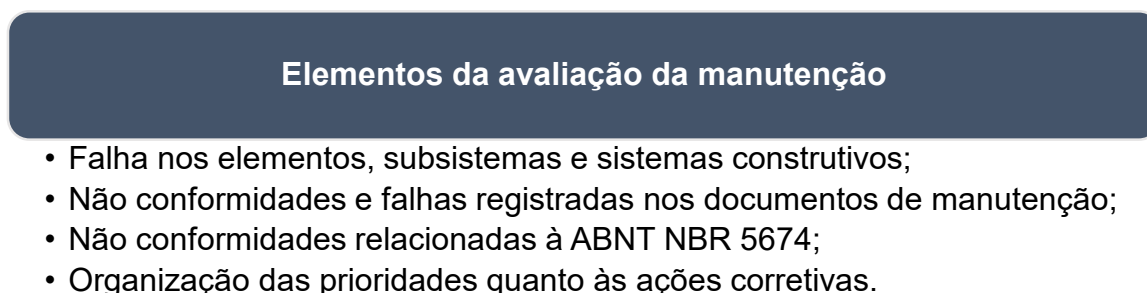 Elementos da avaliação da manutenção
• Falha nos elementos, subsistemas e sistemas construtivos;
• Não conformidades e falhas registradas nos documentos de manutenção;
• Não conformidades relacionadas à ABNT NBR 5674;
• Organização das prioridades quanto às ações corretivas.